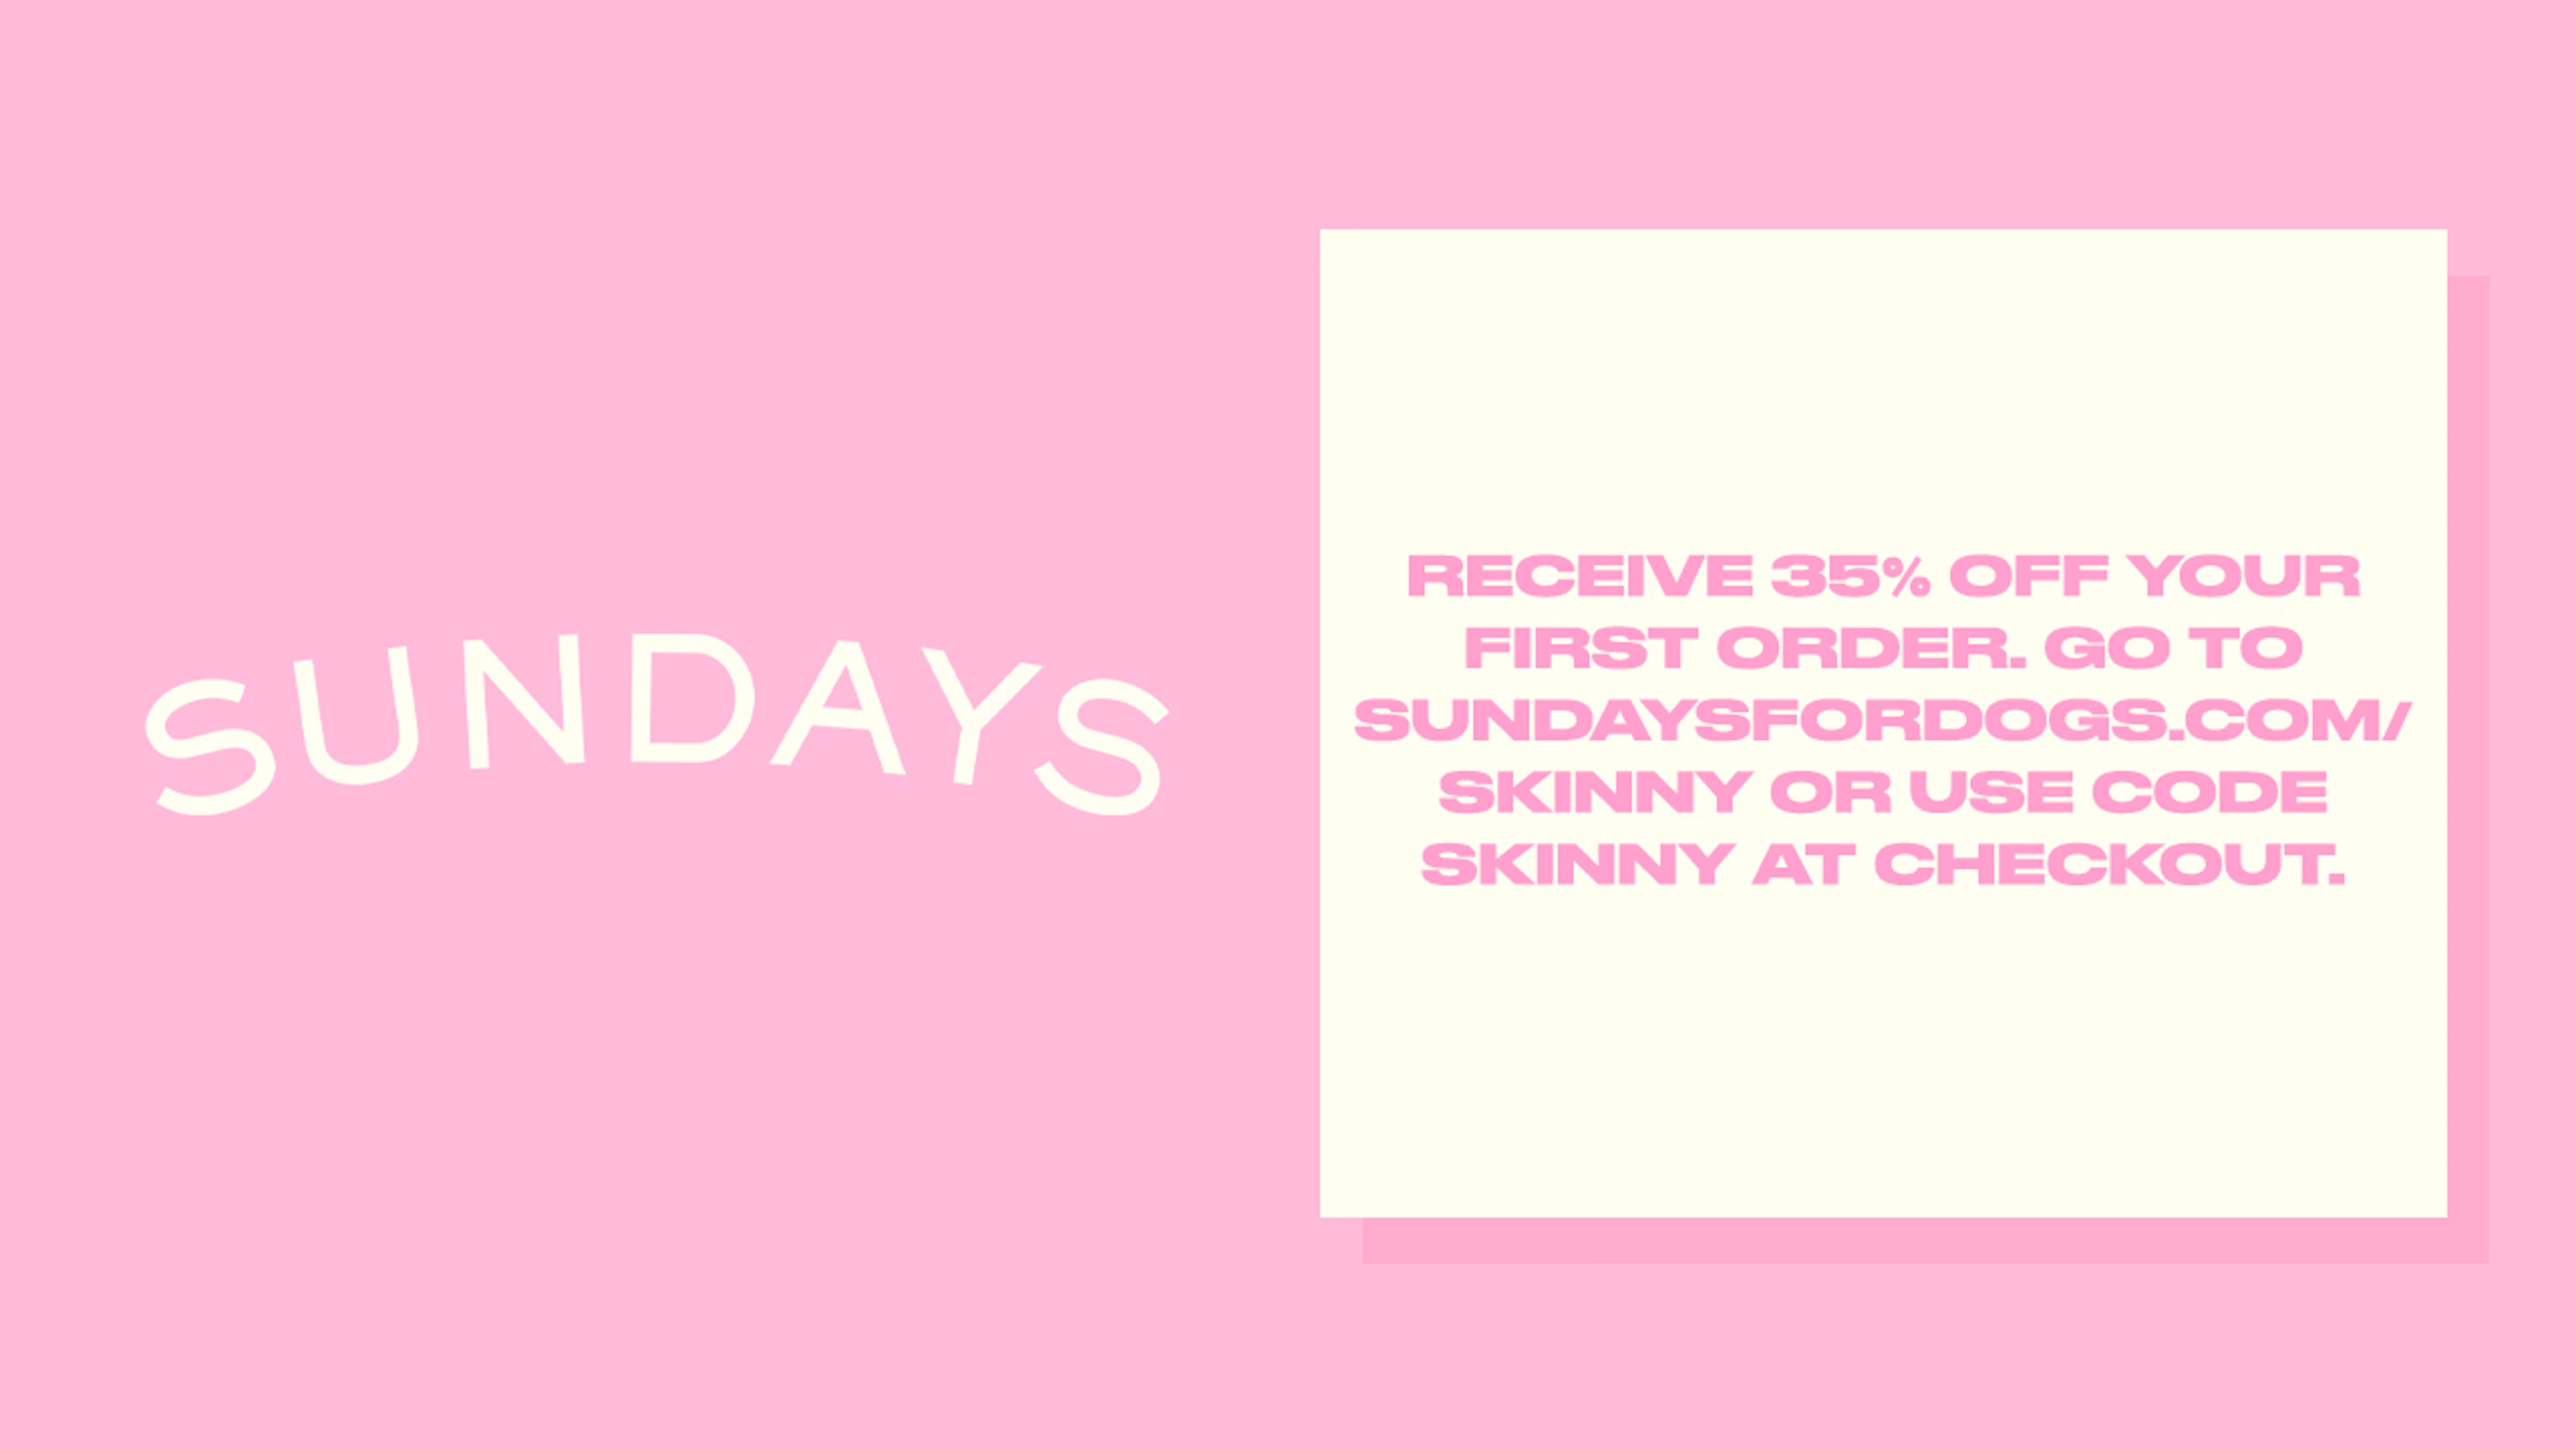 SUNDAYS
RECEIVE 35% OFF YOUR
FIRST ORDER. GO TO
SUNDAYSFORDOGS.COM/
SKINNY OR USE CODE
SKINNY AT CHECKOUT.